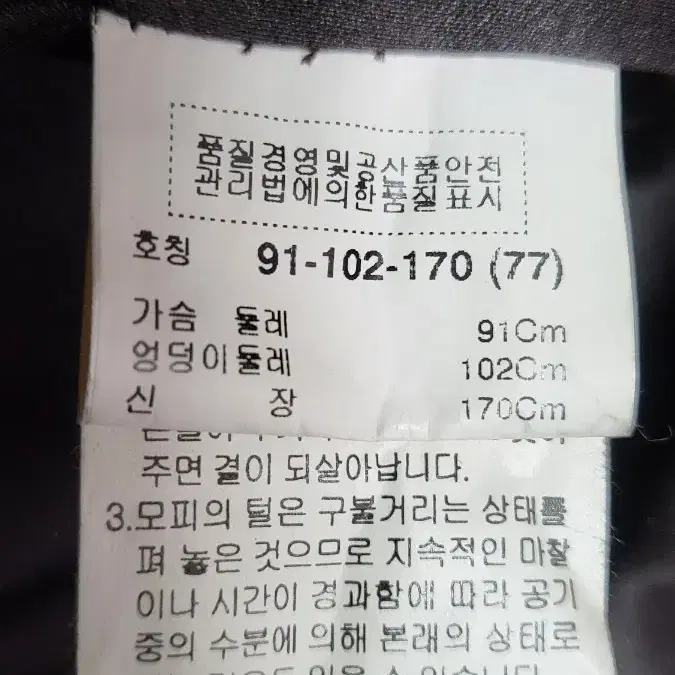 품질경영및공산품안전
관리법에의한품질표시
호칭 91-102-170 (77)
가슴 둘레 91Cm
엉덩이둘레 102Cm
신 장 170Cm
주면 결이 되살아납니다.
3.모피의 털은 구불거리는 상태를
펴 놓은 것으므로 지속적인 마찰
이나 시간이 경과함에 따라 공기
중의 수분에 의해 본래의 상태로